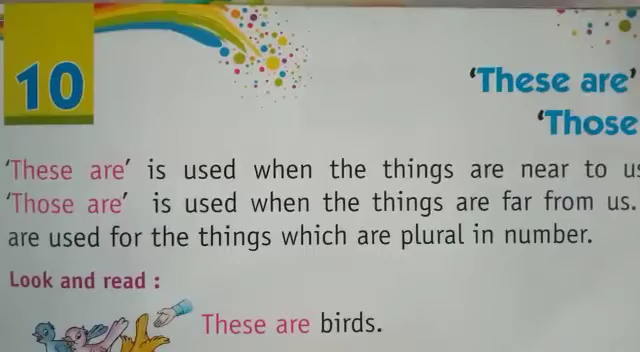 10
'These are'
'Those
'These are' is used when the things are near to us
'Those are' is used when the things are far from us.
are used for the things which are plural in number.
Look and read :
These are birds.